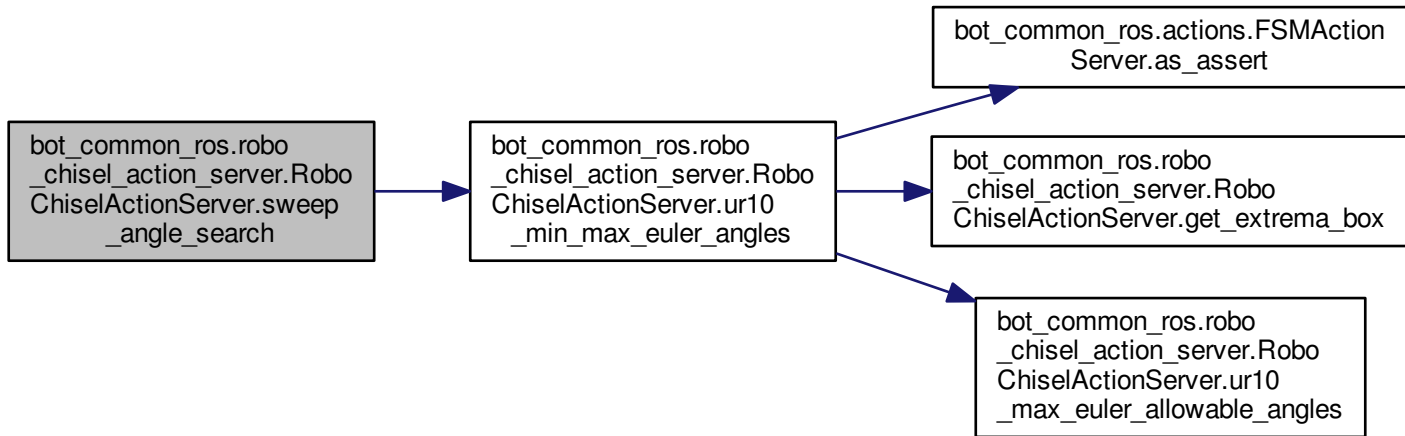 bot_common_ros.robo
_chisel_action_server.Robo
ChiselActionServer.sweep
_angle_search
bot_common_ros.robo
_chisel_action_server.Robo
ChiselActionServer.ur10
_min_max_euler_angles
bot_common_ros.actions.FSMAction
Server.as_assert
bot_common_ros.robo
_chisel_action_server.Robo
ChiselActionServer.get_extrema_box
bot_common_ros.robo
_chisel_action_server.Robo
ChiselActionServer.ur10
_max_euler_allowable_angles